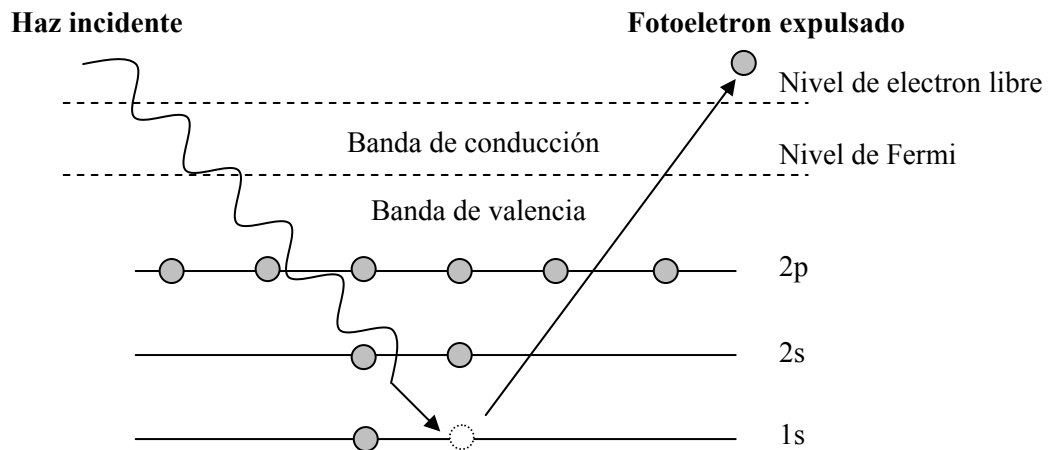 Haz incidente
Fotoeletron expulsado
Nivel de electron libre
Banda de conducción
Nivel de Fermi
Banda de valencia
2p
2s
1s